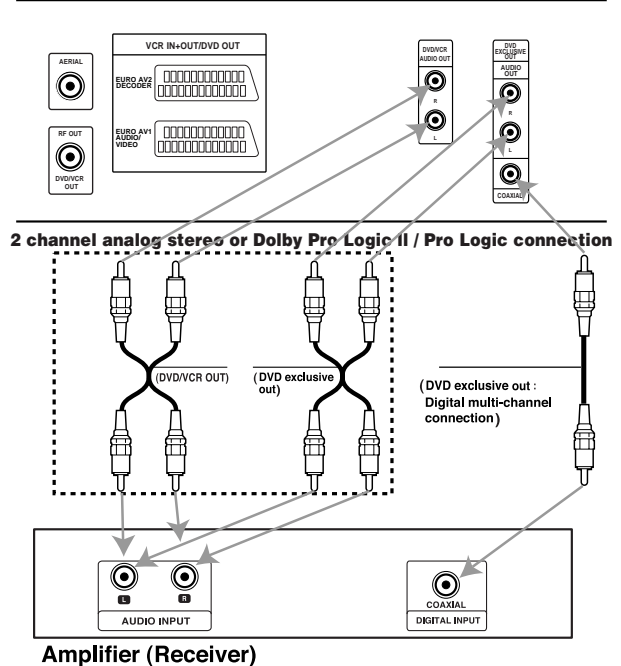 VCR IN+OUT/DVD OUT
AERIAL
EURO AV2
DECODER
RF OUT
EURO AV1
AUDIO/
VIDEO
DVD/VCR
OUT
DVD/VCR
AUDIO OUT
R
L
DVD
EXCLUSIVE
OUT
AUDIO
OUT
R
L
COAXIAL
2 channel analog stereo or Dolby Pro Logic II / Pro Logic connection
(DVD/VCR OUT)
(DVD exclusive
out)
(DVD exclusive out :
Digital multi-channel
connection)
L
R
AUDIO INPUT
COAXIAL
DIGITAL INPUT
Amplifier (Receiver)